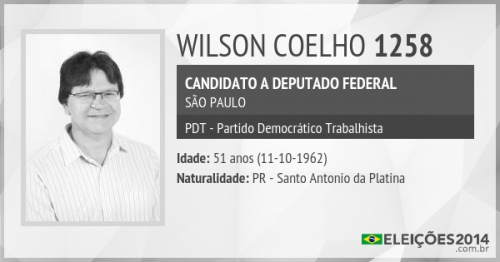 WILSON COELHO 1258
CANDIDATO A DEPUTADO FEDERAL
SÃO PAULO
PDT - Partido Democrático Trabalhista
Idade: 51 anos (11-10-1962)
Naturalidade: PR - Santo Antonio da Platina
ELEIÇÕES2014
.com.br